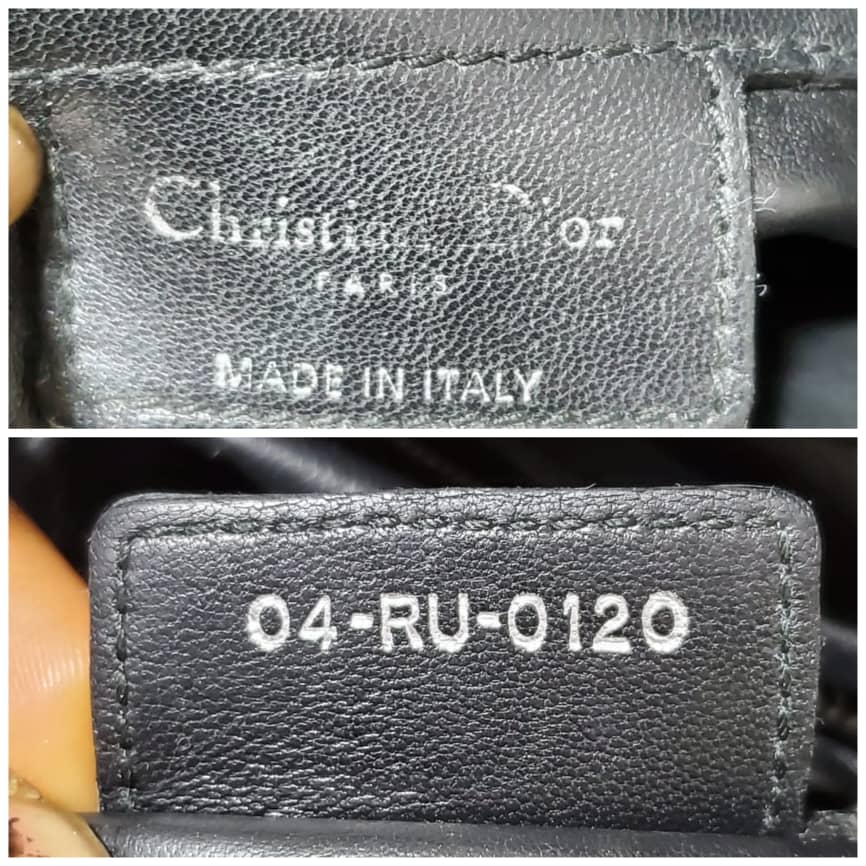 Christian Dior
PARIS
MADE IN ITALY
04-RU-0120